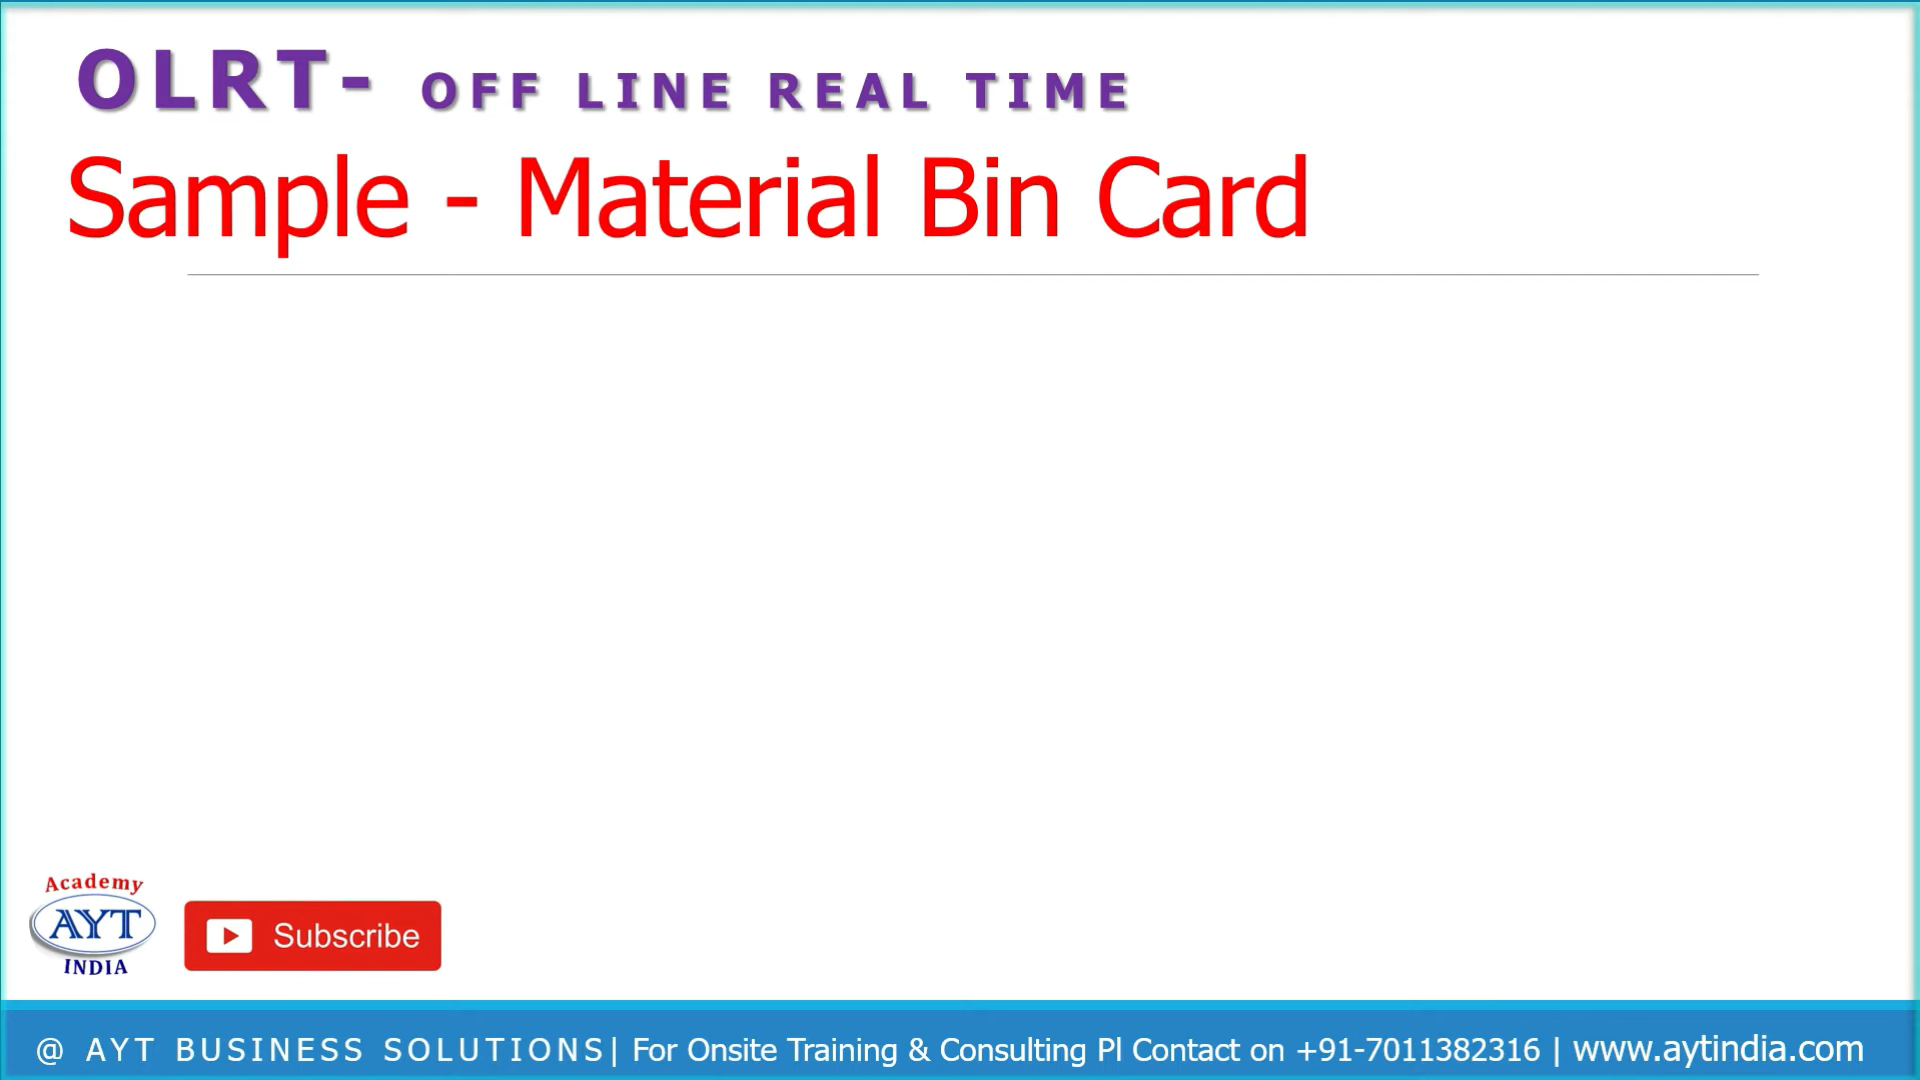 OLRT- OFF LINE REAL TIME
Sample - Material Bin Card
Academy
AYT
INDIA
Subscribe
@ AYT BUSINESS SOLUTIONS| For Onsite Training & Consulting Pl Contact on +91-7011382316 | www.aytindia.com